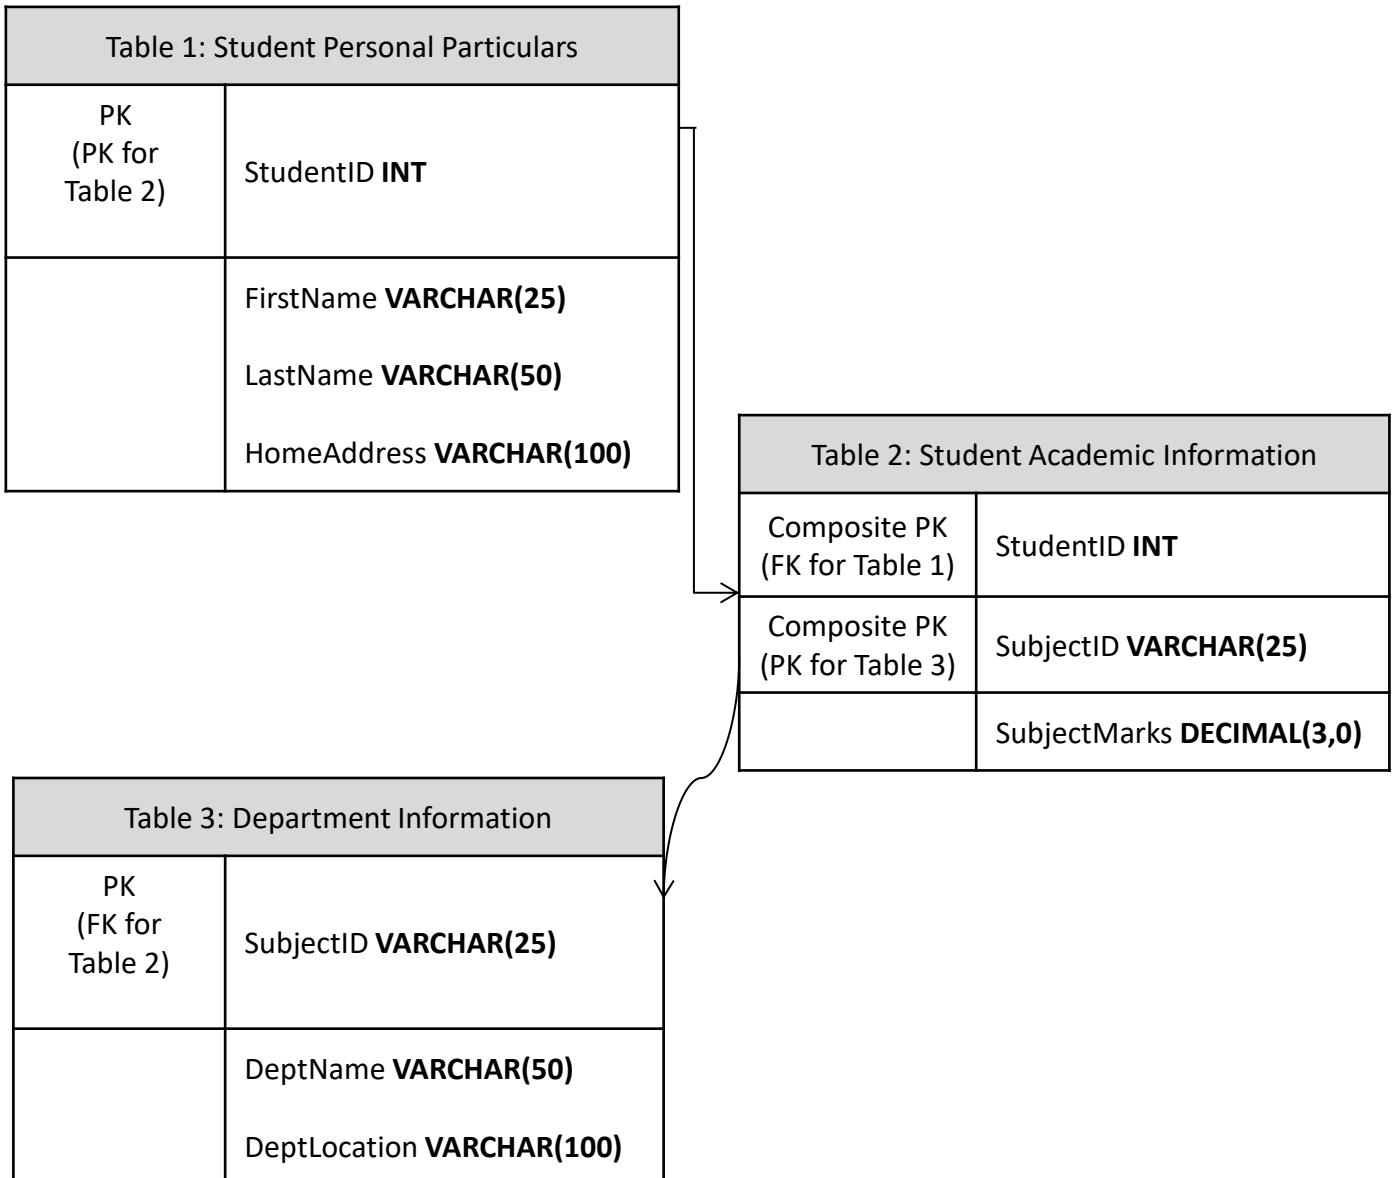 Table 1: Student Personal Particulars
PK
(PK for
Table 2)
StudentID INT
FirstName VARCHAR(25)
LastName VARCHAR(50)
HomeAddress VARCHAR(100)
Table 2: Student Academic Information
Composite PK
(FK for Table 1)
StudentID INT
Composite PK
(PK for Table 3)
SubjectID VARCHAR(25)
SubjectMarks DECIMAL(3,0)
Table 3: Department Information
PK
(FK for
Table 2)
SubjectID VARCHAR(25)
DeptName VARCHAR(50)
DeptLocation VARCHAR(100)